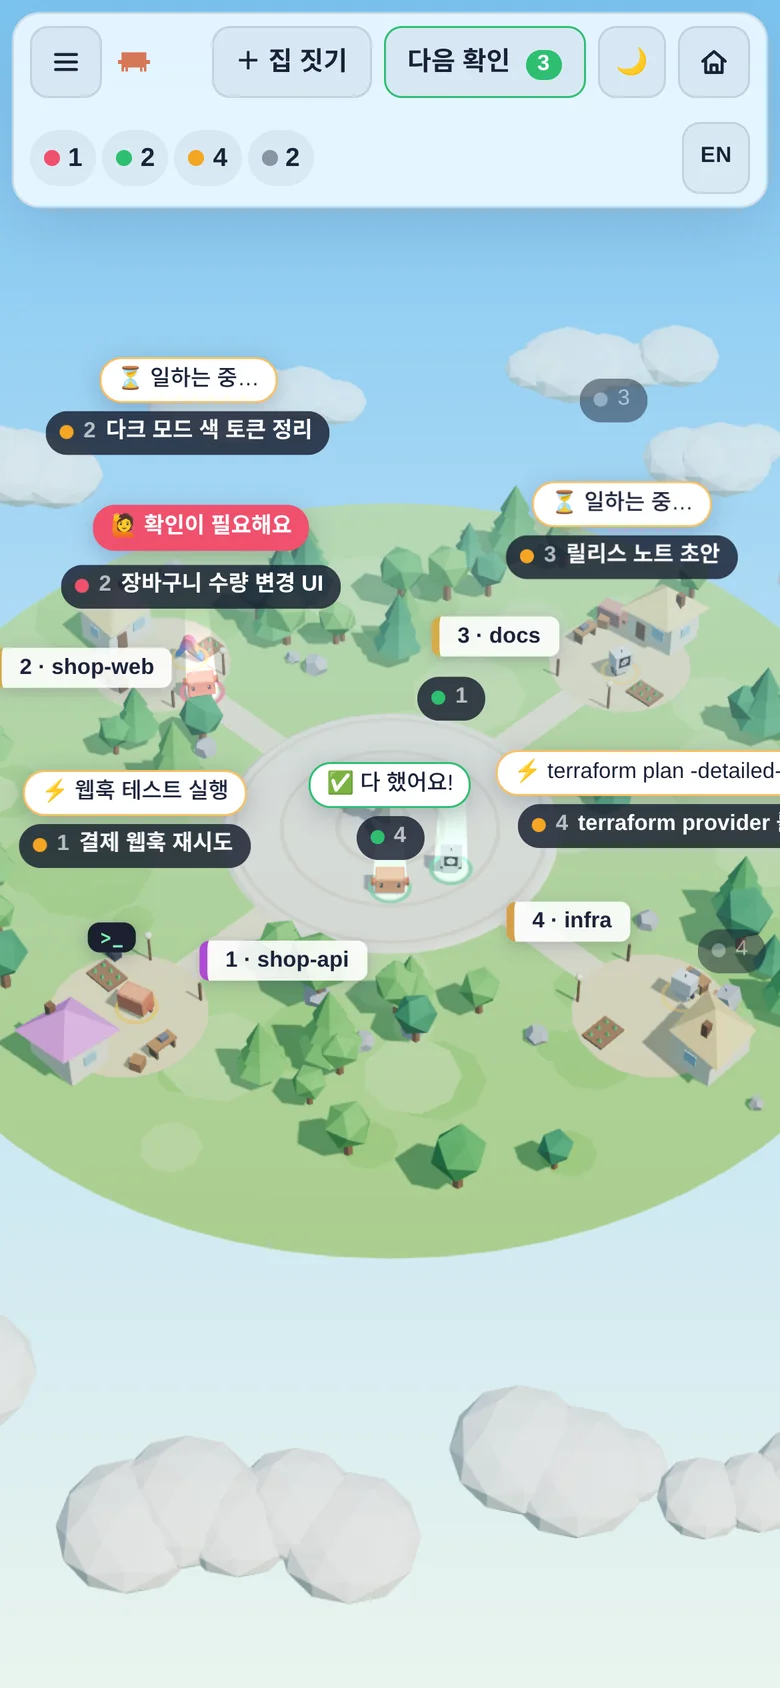 + 집 짓기
다음 확인 3
1 2 4 2
EN
⏳ 일하는 중...
3
2 다크 모드 색 토큰 정리
⏳ 일하는 중...
🙋 확인이 필요해요
3 릴리스 노트 초안
2 장바구니 수량 변경 UI
3 · docs
2 · shop-web
1
⚡ 웹훅 테스트 실행
✅ 다 했어요!
⚡ terraform plan -detailed-
1 결제 웹훅 재시도
4
4 terraform provider
4 · infra
>_
4
1 · shop-api